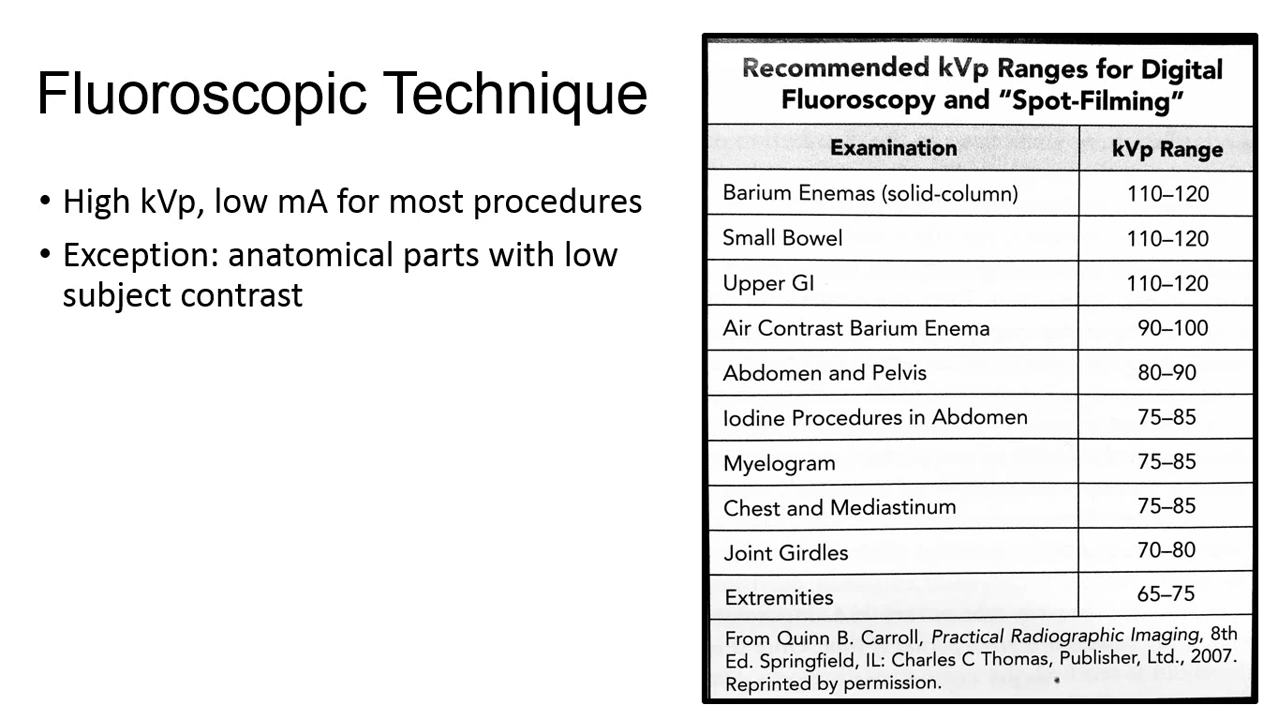 Fluoroscopic Technique
• High kVp, low mA for most procedures
• Exception: anatomical parts with low
subject contrast
Recommended kVp Ranges for Digital
Fluoroscopy and “Spot-Filming”
Examination kVp Range
Barium Enemas (solid-column) 110–120
Small Bowel 110–120
Upper GI 110–120
Air Contrast Barium Enema 90–100
Abdomen and Pelvis 80–90
Iodine Procedures in Abdomen 75–85
Myelogram 75–85
Chest and Mediastinum 75–85
Joint Girdles 70–80
Extremities 65–75
From Quinn B. Carroll, Practical Radiographic Imaging, 8th
Ed. Springfield, IL: Charles C Thomas, Publisher, Ltd., 2007.
Reprinted by permission.